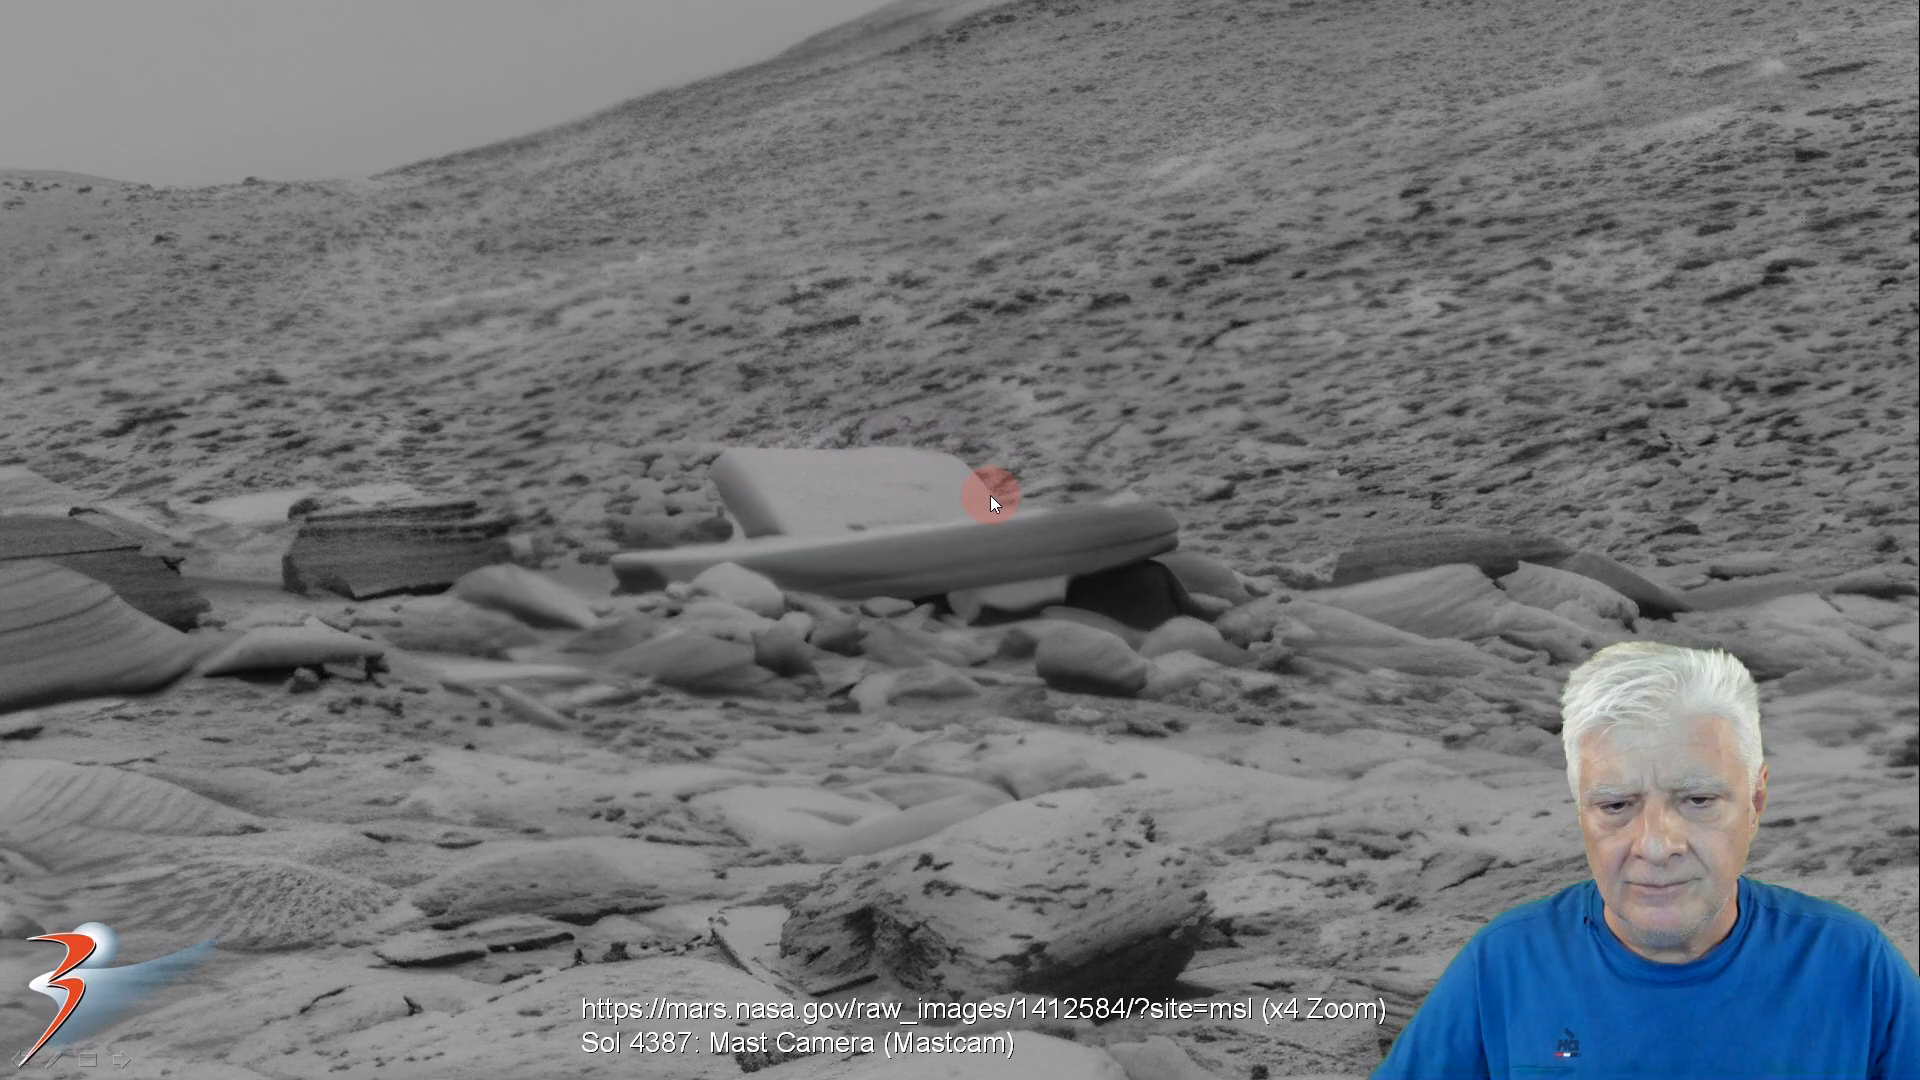 https://mars.nasa.gov/raw_images/1412584/?site=msl (x4 Zoom)
Sol 4387: Mast Camera (Mastcam)